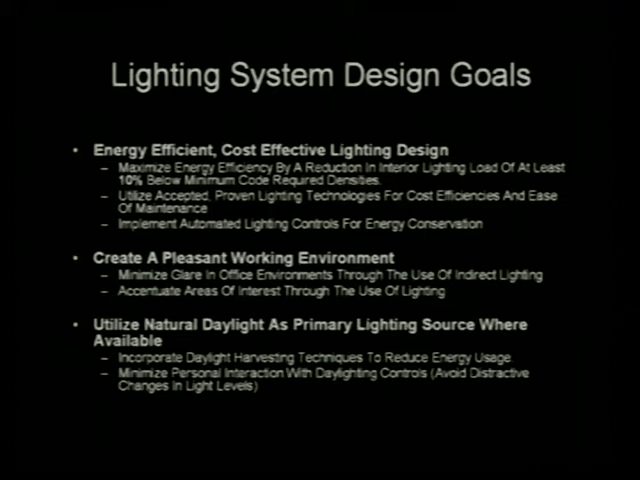 Lighting System Design Goals
• Energy Efficient, Cost Effective Lighting Design
– Maximize Energy Efficiency By A Reduction In Interior Lighting Load Of At Least
10% Below Minimum Code Required Densities.
– Utilize Accepted, Proven Lighting Technologies For Cost Efficiencies And Ease
Of Maintenance
– Implement Automated Lighting Controls For Energy Conservation
• Create A Pleasant Working Environment
– Minimize Glare In Office Environments Through The Use Of Indirect Lighting
– Accentuate Areas Of Interest Through The Use Of Lighting
• Utilize Natural Daylight As Primary Lighting Source Where
Available
– Incorporate Daylight Harvesting Techniques To Reduce Energy Usage
– Minimize Personal Interaction With Daylighting Controls (Avoid Distractive
Changes In Light Levels)